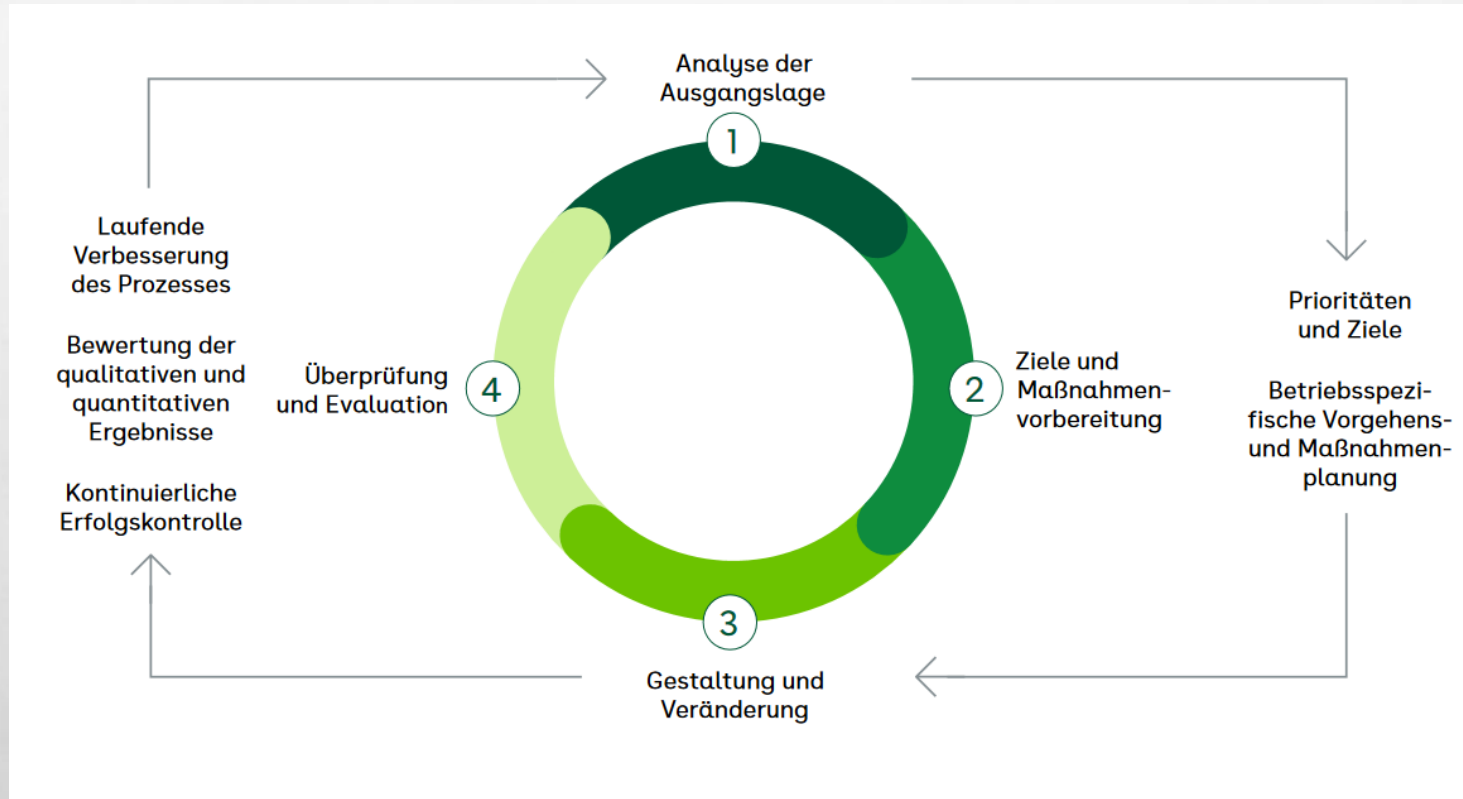 Analyse der
Ausgangslage
1
Prioritäten
und Ziele
Betriebsspezi-
fische Vorgehens-
und Maßnahmen-
planung
2
Ziele und
Maßnahmen-
vorbereitung
3
Gestaltung und
Veränderung
4
Überprüfung
und Evaluation
Laufende
Verbesserung
des Prozesses
Bewertung der
qualitativen und
quantitativen
Ergebnisse
Kontinuierliche
Erfolgskontrolle